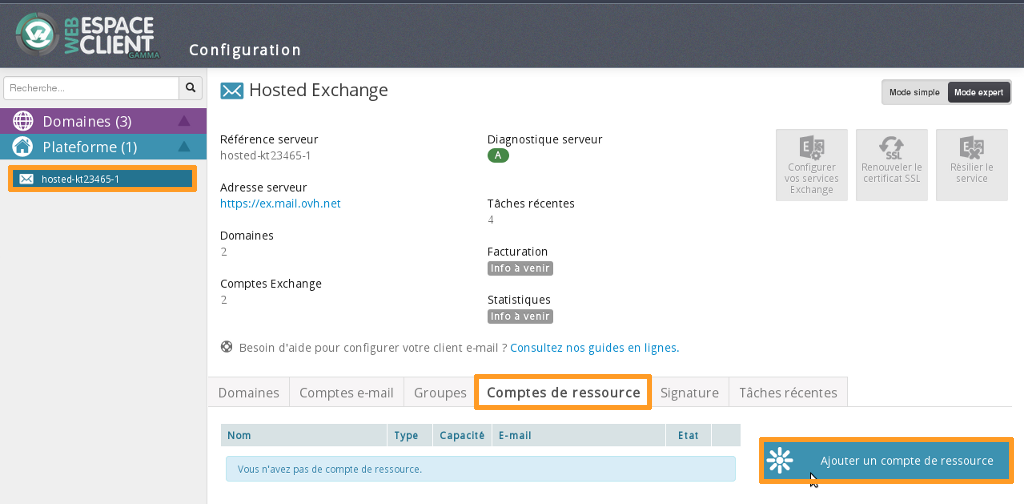 WEB ESPACE CLIENT GAMMA
Configuration
Recherche...
Domaines (3)
Plateforme (1)
hosted-kt23465-1
Hosted Exchange
Mode simple Mode expert
Référence serveur
hosted-kt23465-1
Adresse serveur
https://ex.mail.ovh.net
Domaines
2
Comptes Exchange
2
Diagnostique serveur
A
Tâches récentes
4
Facturation
Info à venir
Statistiques
Info à venir
Configurer
vos services
Exchange
SSL
Renouveler le
certificat SSL
Résilier le
service
Besoin d'aide pour configurer votre client e-mail ? Consultez nos guides en lignes.
Domaines Comptes e-mail Groupes Comptes de ressource Signature Tâches récentes
Nom Type Capacité E-mail Etat
Vous n'avez pas de compte de ressource.
Ajouter un compte de ressource